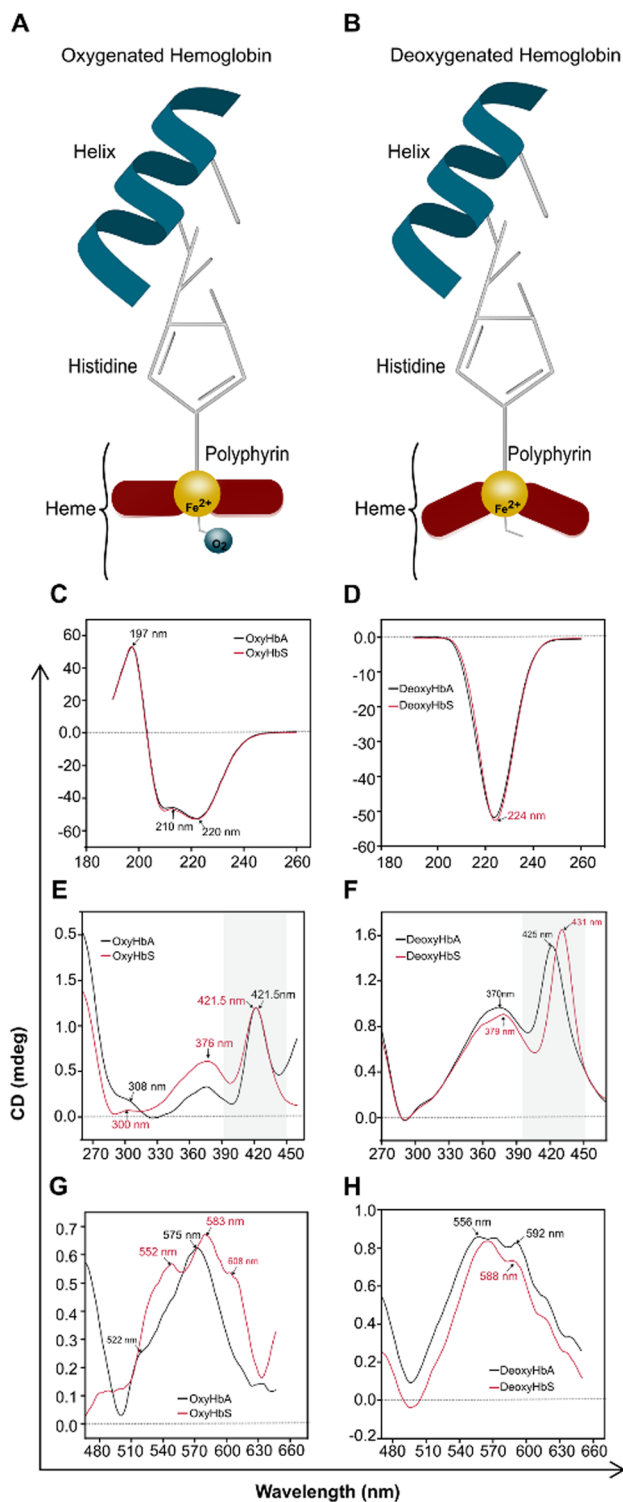 A
B
Oxygenated Hemoglobin
Deoxygenated Hemoglobin
Helix
Helix
Histidine
Histidine
Polyphyrin
Polyphyrin
Heme
Heme
Fe2+
Fe2+
O2
C
D
197 nm
OxyHbA
OxyHbS
210 nm
220 nm
60
40
20
0.0
-20
-40
-60
180 200 220 240 260
DeoxyHbA
DeoxyHbS
224 nm
0.0
-10
-20
-30
-40
-50
-60
180 200 220 240 260
E
F
OxyHbA
OxyHbS
421.5 nm
421.5nm
376 nm
308 nm
300 nm
0.5
1.5
1.0
0.5
0.0
270 300 330 360 390 420 450
DeoxyHbA
DeoxyHbS
431 nm
425 nm
370nm
379 nm
1.6
1.2
0.8
0.4
0.0
270 300 330 360 390 420 450
G
H
583 nm
575 nm
552 nm
608 nm
522 nm
OxyHbA
OxyHbS
0.7
0.6
0.5
0.4
0.3
0.2
0.1
0.0
480 510 540 570 600 630 660
556 nm
592 nm
588 nm
DeoxyHbA
DeoxyHbS
1.0
0.8
0.6
0.4
0.2
0.0
-0.2
480 510 540 570 600 630 660
CD (mdeg)
Wavelength (nm)